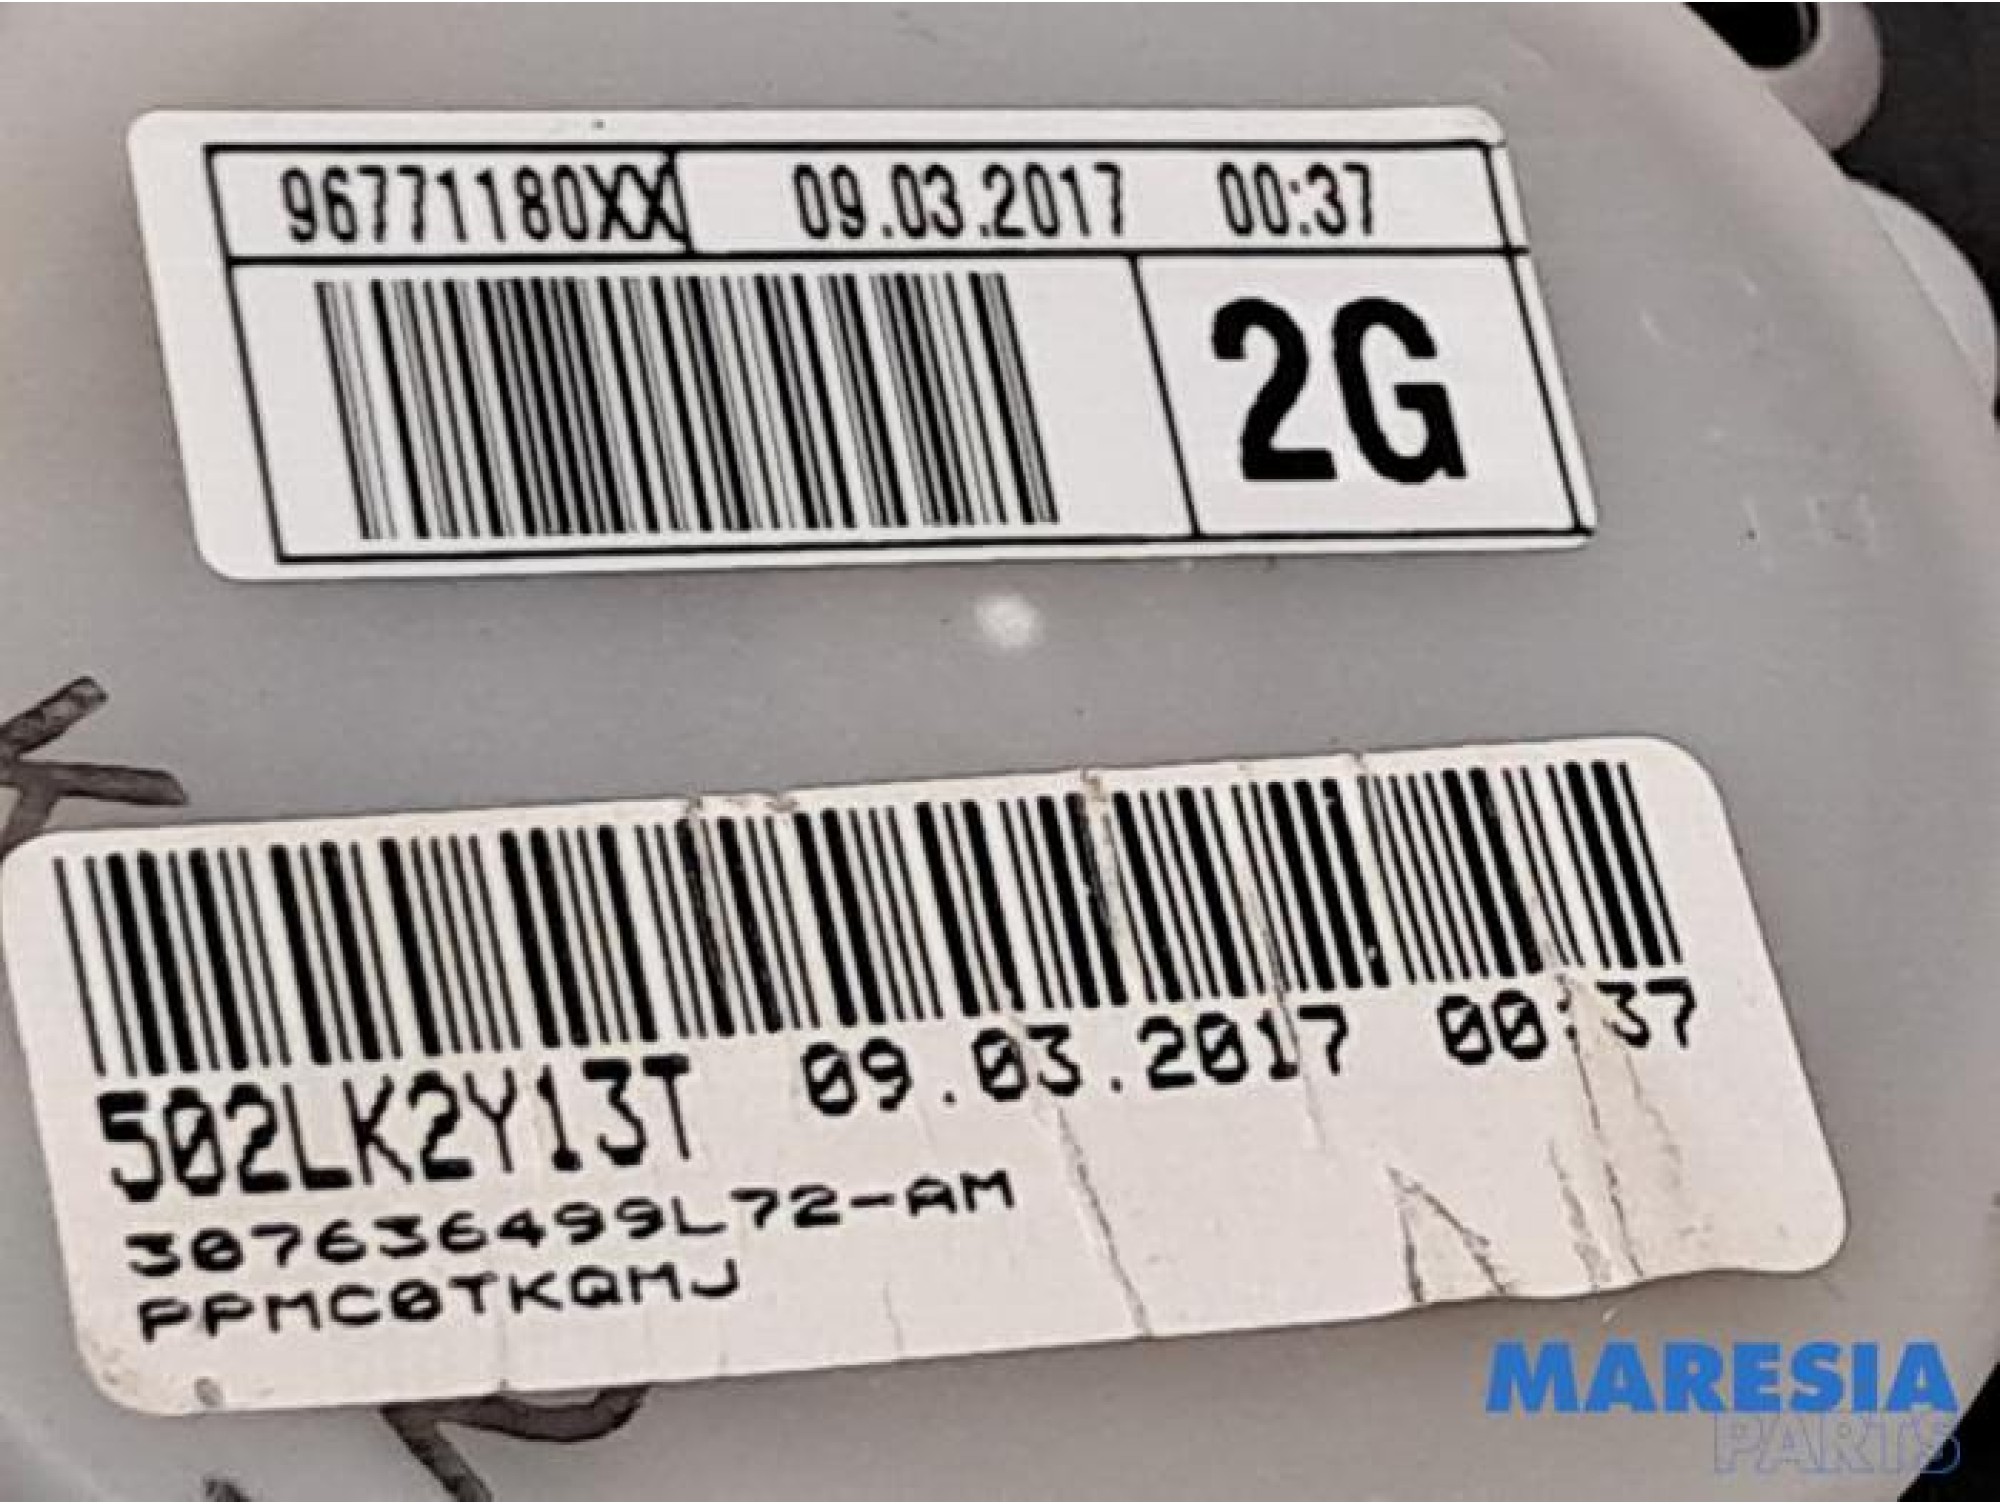 96771180XX 09.03.2017 00:37
2G
502LK2Y13T 09.03.2017 00:37
307636499L72-AM
PPMC0TKQMJ
MARESIA
PARTS